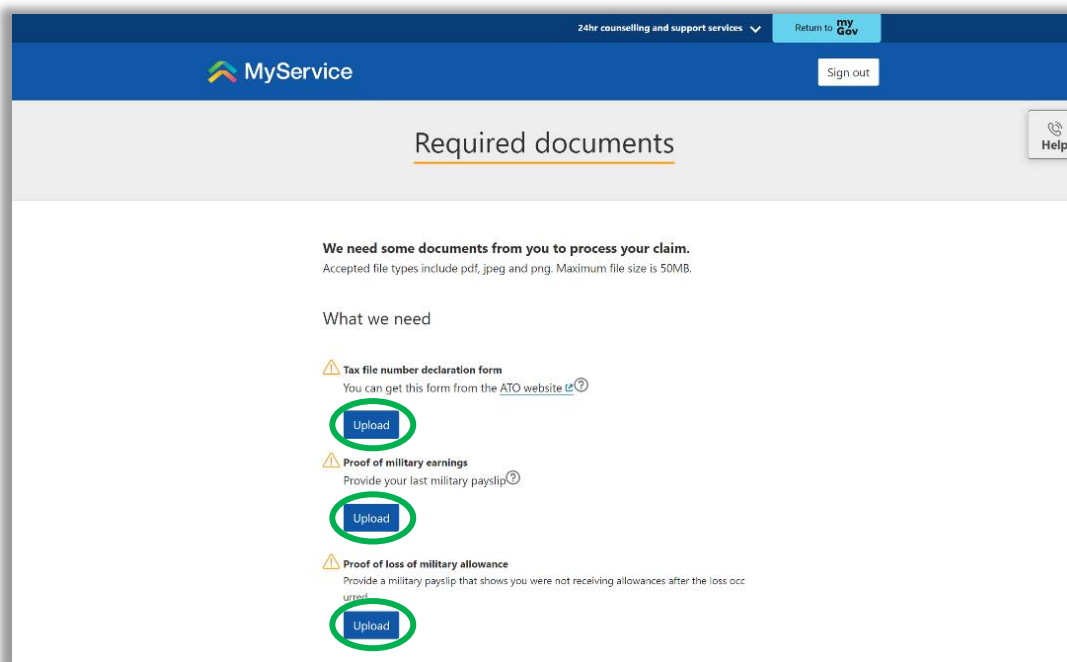 24hr counselling and support services
Return to my Gov
MyService
Sign out
Required documents
Help
We need some documents from you to process your claim.
Accepted file types include pdf, jpeg and png. Maximum file size is 50MB.
What we need
Tax file number declaration form
You can get this form from the ATO website
Upload
Proof of military earnings
Provide your last military payslip
Upload
Proof of loss of military allowance
Provide a military payslip that shows you were not receiving allowances after the loss occ
urred
Upload